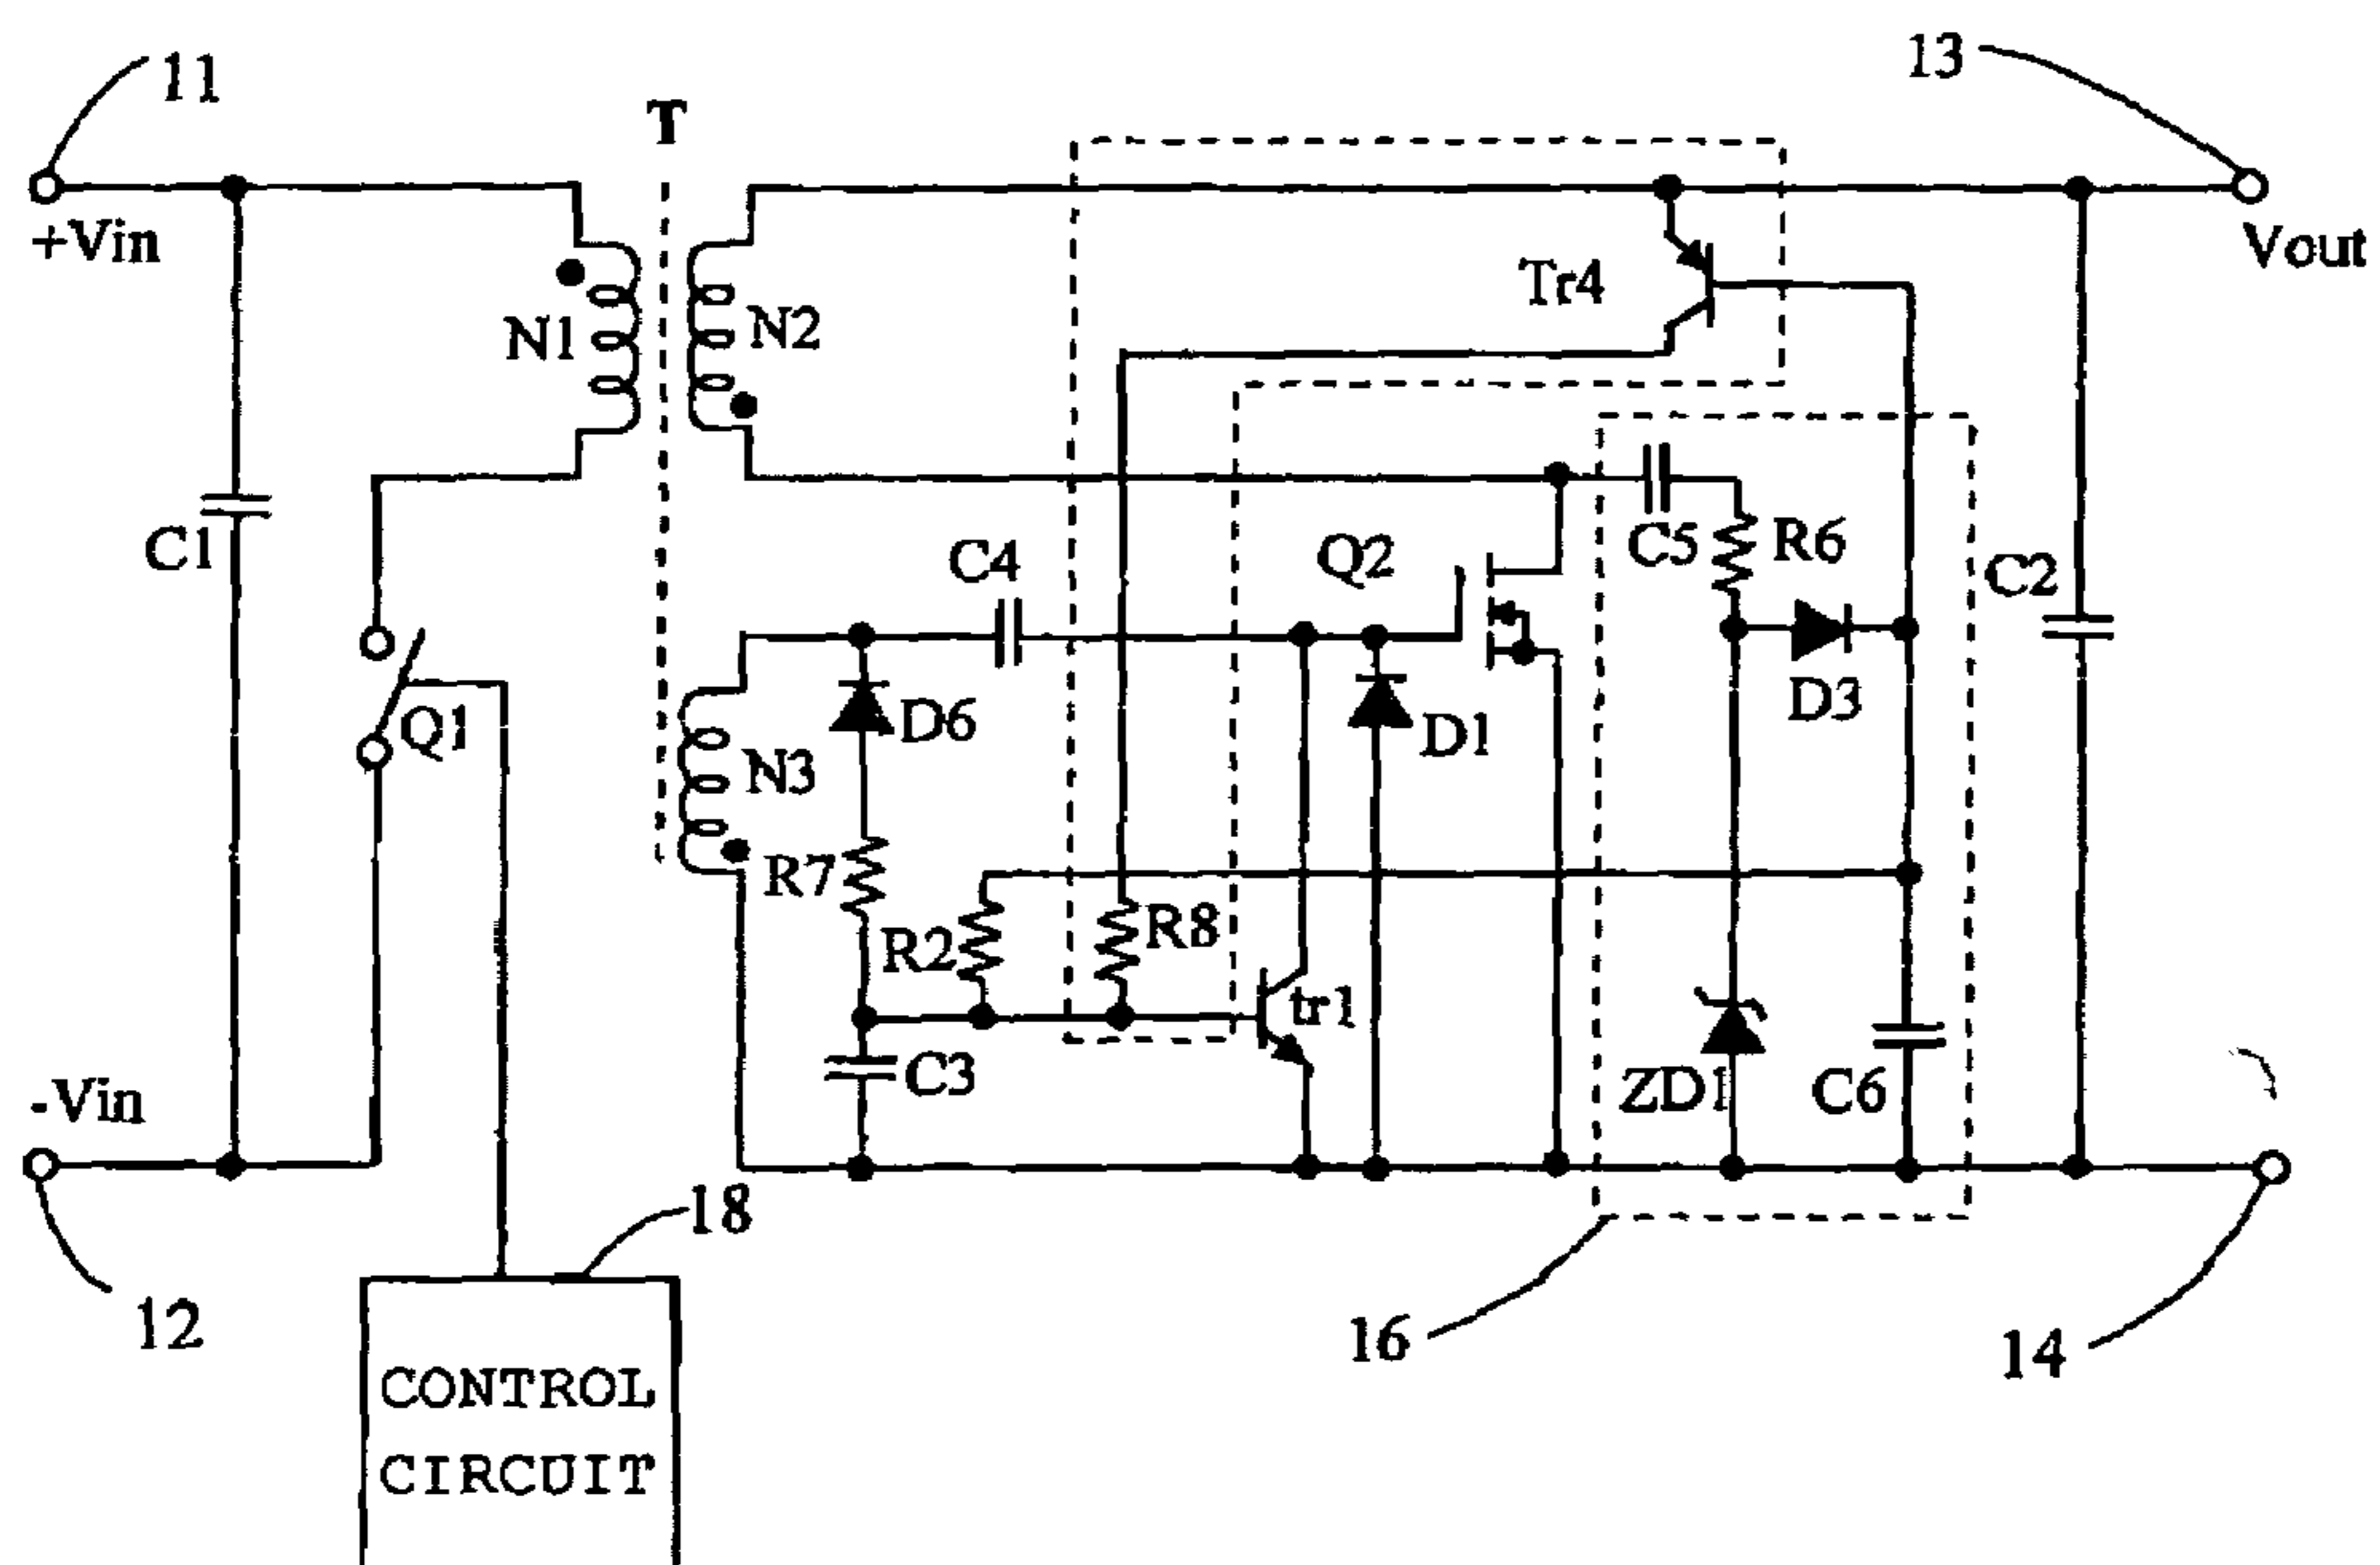 11
13
T
+Vin
Vout
Tr4
N1
N2
C1
C4
Q2
C5
R6
C2
Q1
D6
D1
D3
N3
R7
R2
R8
tr1
C3
ZD1
C6
-Vin
18
12
16
14
CONTROL
CIRCUIT